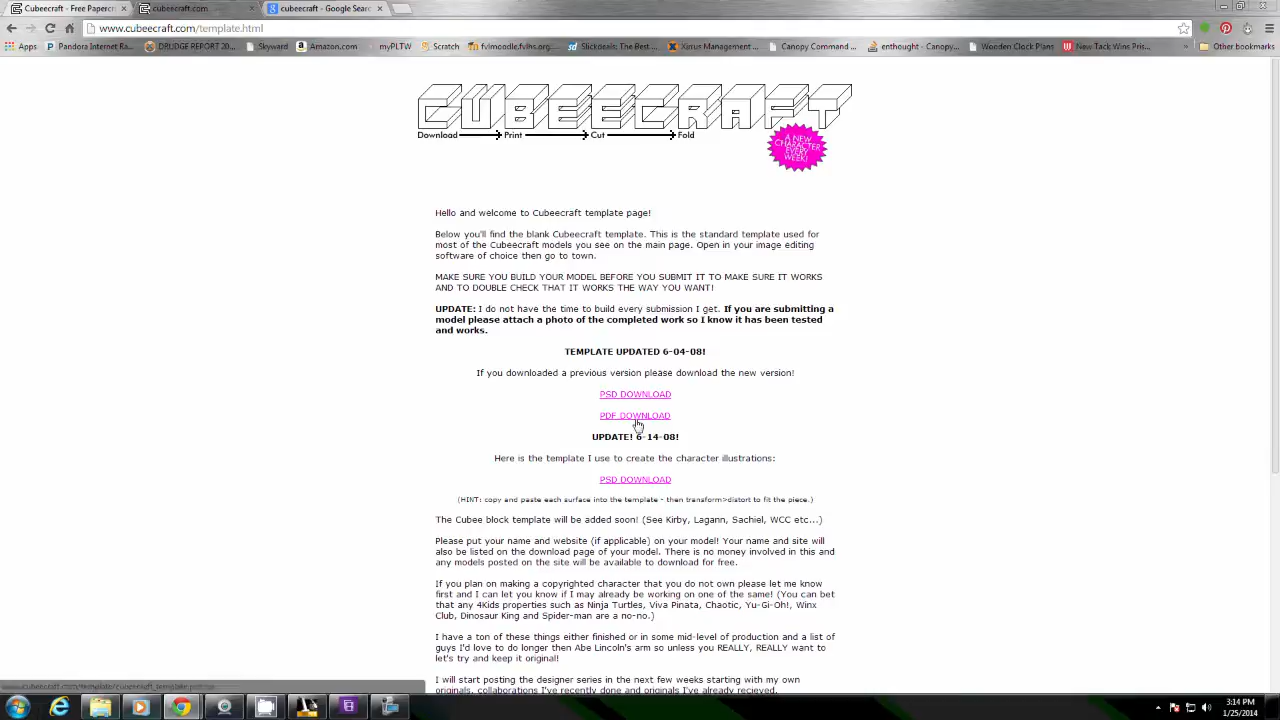 Cubeecraft - Free Papercr
cubeecraft.com
cubeecraft - Google Searc
www.cubeecraft.com/template.html
Apps
Pandora Internet Ra...
DRUDGE REPORT 20...
Skyward
Amazon.com
myPLTW
Scratch
fvlmoodle.fvlhs.org:...
Slickdeals: The Best ...
Xirrus Management ...
Canopy Command ...
enthought - Canopy...
Wooden Clock Plans
New Tack Wins Pris...
Other bookmarks
CUBEECRAFT
Download Print Cut Fold
A NEW
CHARACTER
EVERY
WEEK!
Hello and welcome to Cubeecraft template page!
Below you'll find the blank Cubeecraft template. This is the standard template used for
most of the Cubeecraft models you see on the main page. Open in your image editing
software of choice then go to town.
MAKE SURE YOU BUILD YOUR MODEL BEFORE YOU SUBMIT IT TO MAKE SURE IT WORKS
AND TO DOUBLE CHECK THAT IT WORKS THE WAY YOU WANT!
UPDATE: I do not have the time to build every submission I get. If you are submitting a
model please attach a photo of the completed work so I know it has been tested
and works.
TEMPLATE UPDATED 6-04-08!
If you downloaded a previous version please download the new version!
PSD DOWNLOAD
PDF DOWNLOAD
UPDATE! 6-14-08!
Here is the template I use to create the character illustrations:
PSD DOWNLOAD
(HINT: copy and paste each surface into the template - then transform>distort to fit the piece.)
The Cubee block template will be added soon! (See Kirby, Lagann, Sachiel, WCC etc...)
Please put your name and website (if applicable) on your model! Your name and site will
also be listed on the download page of your model. There is no money involved in this and
any models posted on the site will be available to download for free.
If you plan on making a copyrighted character that you do not own please let me know
first and I can let you know if I may already be working on one of the same! (You can bet
that any 4Kids properties such as Ninja Turtles, Viva Pinata, Chaotic, Yu-Gi-Oh!, Winx
Club, Dinosaur King and Spider-man are a no-no.)
I have a ton of these things either finished or in some mid-level of production and a list of
guys I'd love to do longer then Abe Lincoln's arm so unless you REALLY, REALLY want to
let's try and keep it original!
I will start posting the designer series in the next few weeks starting with my own
originals, collaborations I've recently done and originals I've already recieved.
3:14 PM
1/25/2014